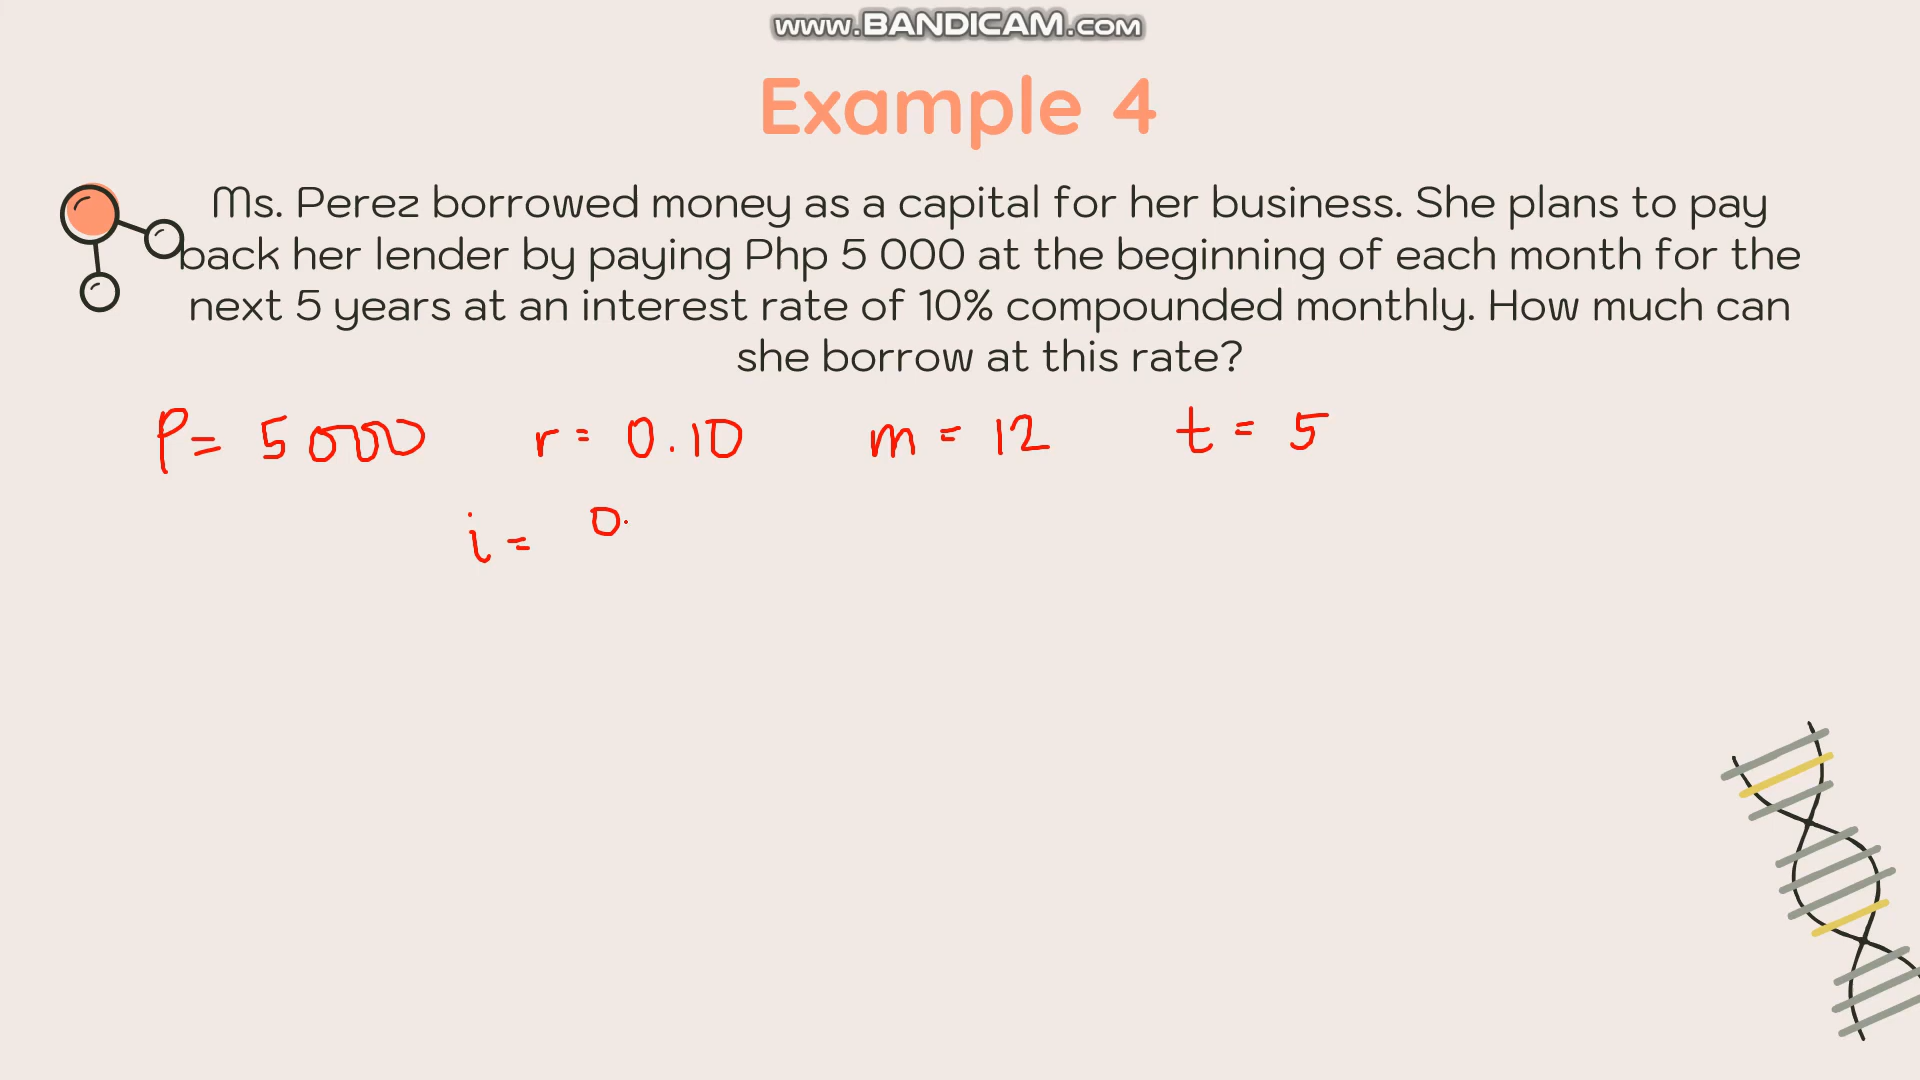 www.BANDICAM.com
Example 4
Ms. Perez borrowed money as a capital for her business. She plans to pay
back her lender by paying Php 5 000 at the beginning of each month for the
next 5 years at an interest rate of 10% compounded monthly. How much can
she borrow at this rate?
P = 5000 r = 0.10 m = 12 t = 5
i = 0.